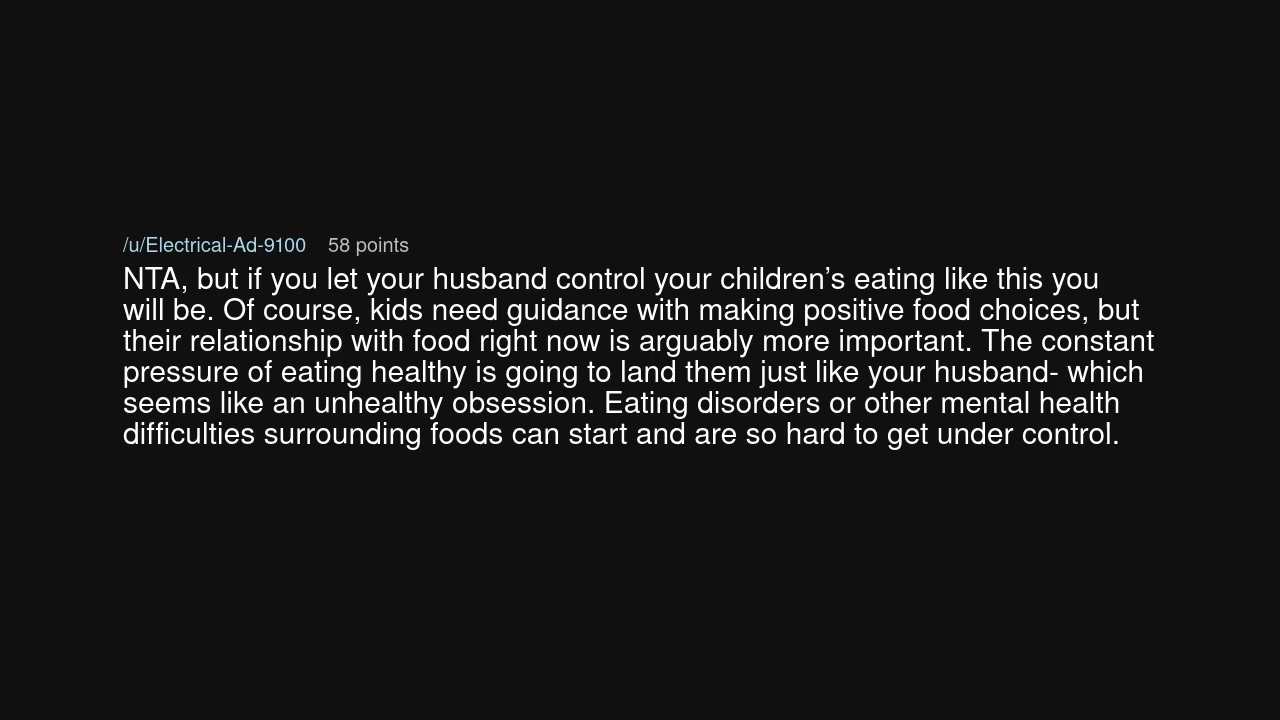 /u/Electrical-Ad-9100 58 points
NTA, but if you let your husband control your children’s eating like this you
will be. Of course, kids need guidance with making positive food choices, but
their relationship with food right now is arguably more important. The constant
pressure of eating healthy is going to land them just like your husband- which
seems like an unhealthy obsession. Eating disorders or other mental health
difficulties surrounding foods can start and are so hard to get under control.